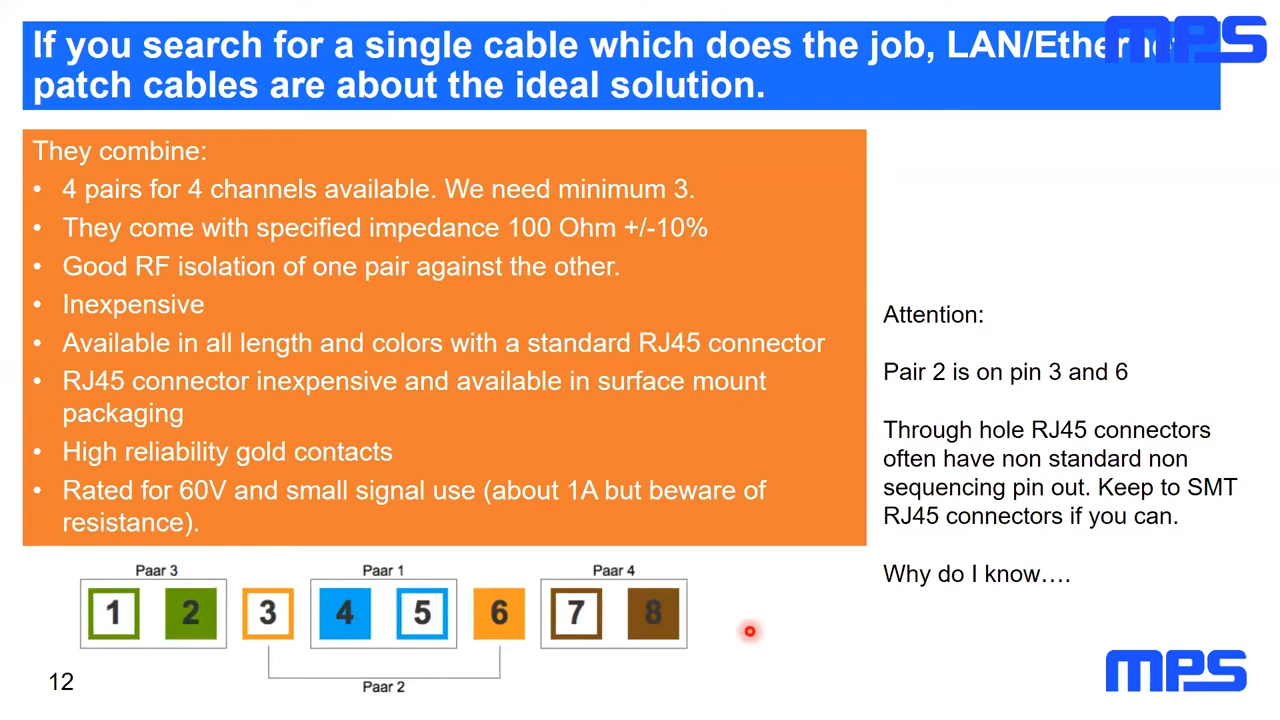 If you search for a single cable which does the job, LAN/Etherne
patch cables are about the ideal solution.
MPS
They combine:
• 4 pairs for 4 channels available. We need minimum 3.
• They come with specified impedance 100 Ohm +/-10%
• Good RF isolation of one pair against the other.
• Inexpensive
• Available in all length and colors with a standard RJ45 connector
• RJ45 connector inexpensive and available in surface mount
packaging
• High reliability gold contacts
• Rated for 60V and small signal use (about 1A but beware of
resistance).
Attention:
Pair 2 is on pin 3 and 6
Through hole RJ45 connectors
often have non standard non
sequencing pin out. Keep to SMT
RJ45 connectors if you can.
Why do I know….
Paar 3 Paar 1 Paar 4
1 2 3 4 5 6 7 8
Paar 2
12
MPS